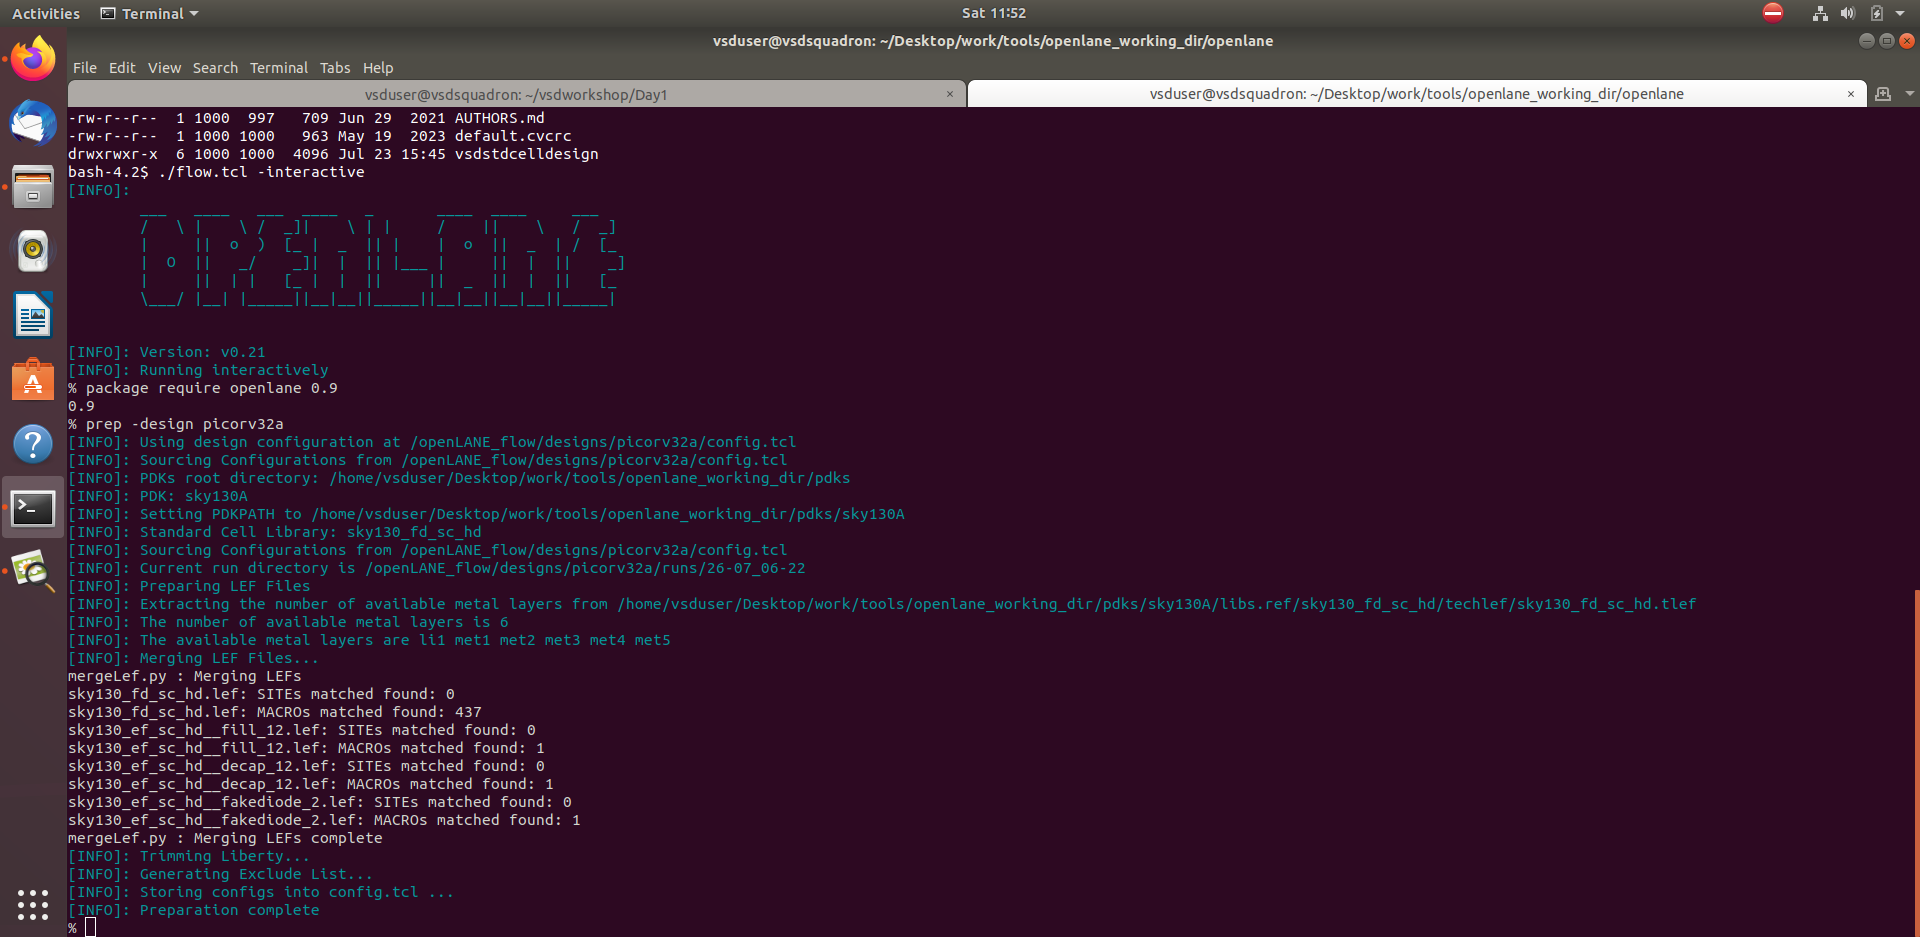 Activities Terminal Sat 11:52
vsduser@vsdsquadron: ~/Desktop/work/tools/openlane_working_dir/openlane
File Edit View Search Terminal Tabs Help
vsduser@vsdsquadron: ~/vsdworkshop/Day1 × vsduser@vsdsquadron: ~/Desktop/work/tools/openlane_working_dir/openlane ×
-rw-r--r--  1 1000  997   709 Jun 29  2021 AUTHORS.md
-rw-r--r--  1 1000 1000   963 May 19  2023 default.cvcrc
drwxrwxr-x  6 1000 1000  4096 Jul 23 15:45 vsdstdcelldesign
bash-4.2$ ./flow.tcl -interactive
[INFO]:
OPENLANE
[INFO]: Version: v0.21
[INFO]: Running interactively
% package require openlane 0.9
0.9
% prep -design picorv32a
[INFO]: Using design configuration at /openLANE_flow/designs/picorv32a/config.tcl
[INFO]: Sourcing Configurations from /openLANE_flow/designs/picorv32a/config.tcl
[INFO]: PDKs root directory: /home/vsduser/Desktop/work/tools/openlane_working_dir/pdks
[INFO]: PDK: sky130A
[INFO]: Setting PDKPATH to /home/vsduser/Desktop/work/tools/openlane_working_dir/pdks/sky130A
[INFO]: Standard Cell Library: sky130_fd_sc_hd
[INFO]: Sourcing Configurations from /openLANE_flow/designs/picorv32a/config.tcl
[INFO]: Current run directory is /openLANE_flow/designs/picorv32a/runs/26-07_06-22
[INFO]: Preparing LEF Files
[INFO]: Extracting the number of available metal layers from /home/vsduser/Desktop/work/tools/openlane_working_dir/pdks/sky130A/libs.ref/sky130_fd_sc_hd/techlef/sky130_fd_sc_hd.tlef
[INFO]: The number of available metal layers is 6
[INFO]: The available metal layers are li1 met1 met2 met3 met4 met5
[INFO]: Merging LEF Files...
mergeLef.py : Merging LEFs
sky130_fd_sc_hd.lef: SITEs matched found: 0
sky130_fd_sc_hd.lef: MACROs matched found: 437
sky130_ef_sc_hd__fill_12.lef: SITEs matched found: 0
sky130_ef_sc_hd__fill_12.lef: MACROs matched found: 1
sky130_ef_sc_hd__decap_12.lef: SITEs matched found: 0
sky130_ef_sc_hd__decap_12.lef: MACROs matched found: 1
sky130_ef_sc_hd__fakediode_2.lef: SITEs matched found: 0
sky130_ef_sc_hd__fakediode_2.lef: MACROs matched found: 1
mergeLef.py : Merging LEFs complete
[INFO]: Trimming Liberty...
[INFO]: Generating Exclude List...
[INFO]: Storing configs into config.tcl ...
[INFO]: Preparation complete
%